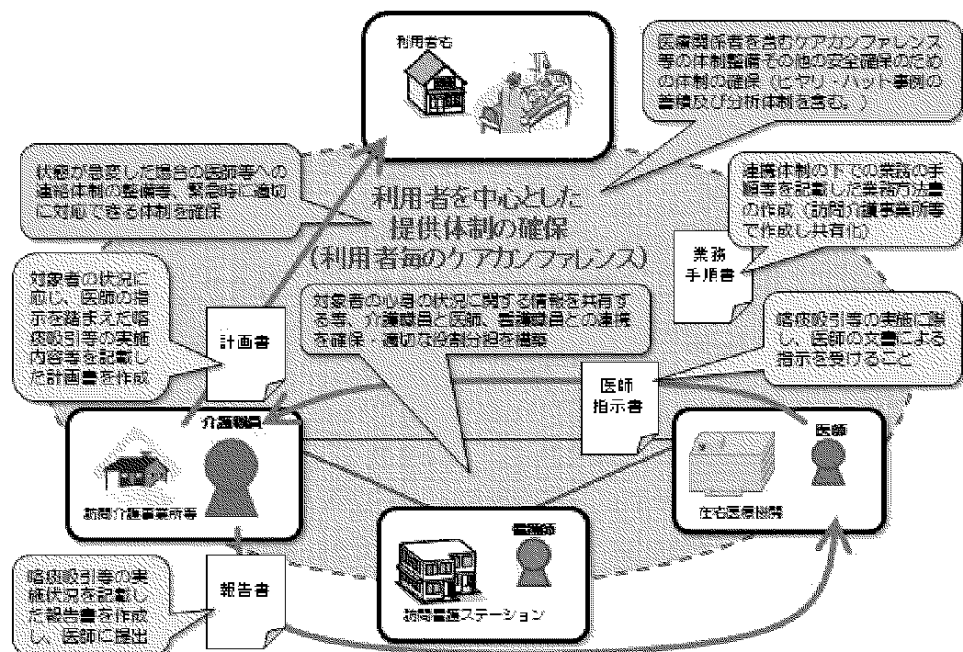 利用者宅
医療関係者を含むケアカンファレンス
等の体制整備その他の安全確保のため
の体制の確保（ヒヤリ・ハット事例の
蓄積及び分析体制を含む。）
状態が急変した場合の医師等への
連絡体制の整備等、緊急時に適切
に対応できる体制を確保
利用者を中心とした
提供体制の確保
（利用者毎のケアカンファレンス）
連携体制の下での業務の手
順等を記載した業務方法書
の作成（訪問介護事業所等
で作成し共有化）
業務
手順書
対象者の状況に
応じ、医師の指
示を踏まえた喀
痰吸引等の実施
内容等を記載し
た計画書を作成
計画書
対象者の心身の状況に関する情報を共有す
る等、介護職員と医師、看護職員との連携
を確保・適切な役割分担を構築
喀痰吸引等の実施に際
し、医師の文書による
指示を受けること
医師
指示書
介護職員
訪問介護事業所等
医師
在宅医療機関
看護師
訪問看護ステーション
喀痰吸引等の実
施状況を記載し
た報告書を作成
し、医師に提出
報告書